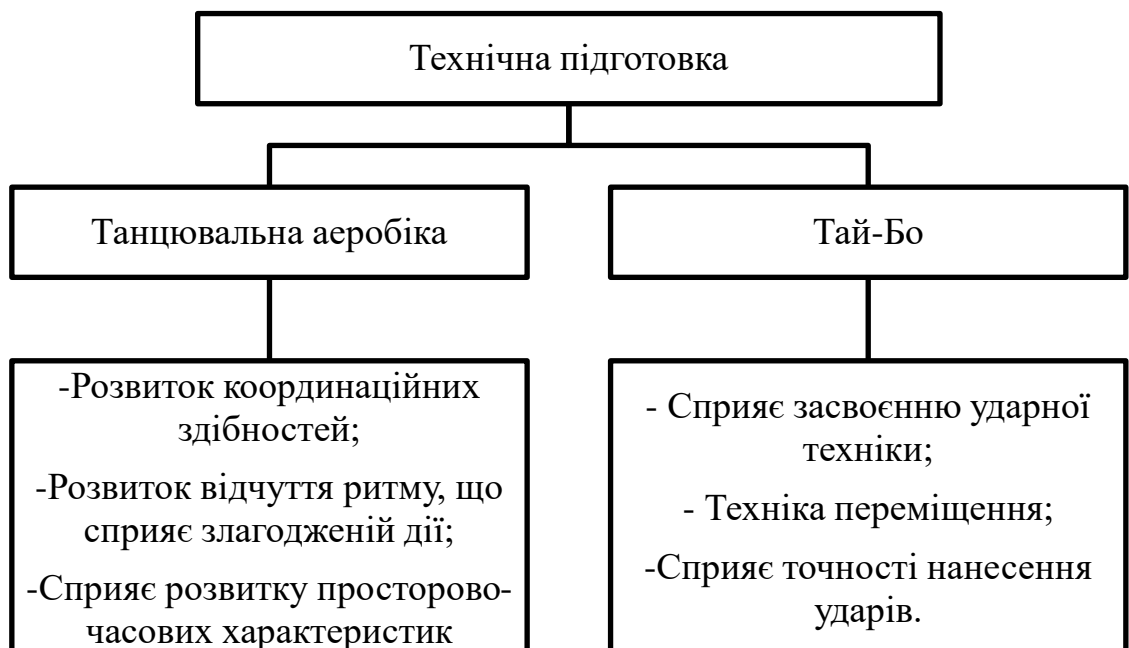 Технічна підготовка
Танцювальна аеробіка
Тай-Бо
-Розвиток координаційних
здібностей;
-Розвиток відчуття ритму, що
сприяє злагодженій дії;
-Сприяє розвитку просторово-
часових характеристик
- Сприяє засвоєнню ударної
техніки;
- Техніка переміщення;
-Сприяє точності нанесення
ударів.